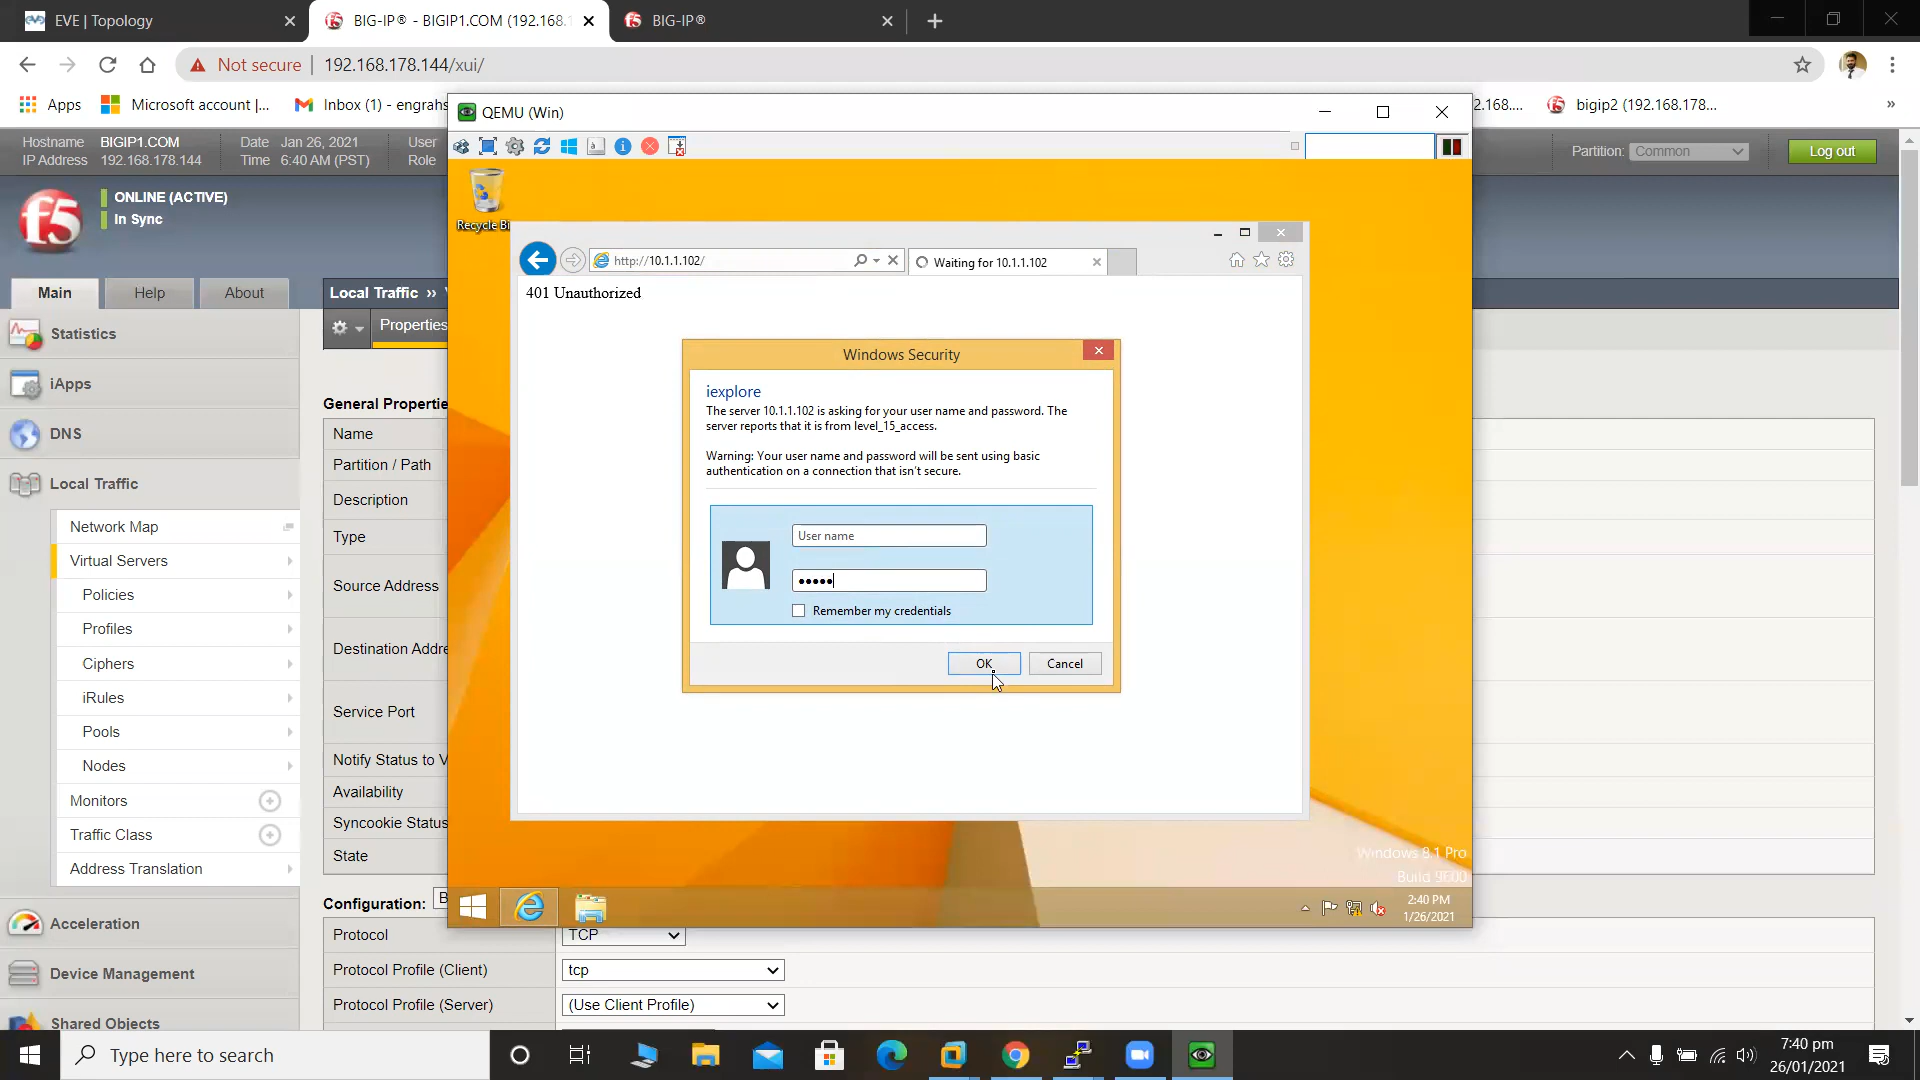 EVE | Topology
BIG-IP® - BIGIP1.COM (192.168.
BIG-IP®
Not secure
192.168.178.144/xui/
Apps
Microsoft account |...
Inbox (1) - engrahs
2.168....
bigip2 (192.168.178...
»
QEMU (Win)
Hostname BIGIP1.COM
IP Address 192.168.178.144
Date Jan 26, 2021
Time 6:40 AM (PST)
User
Role
Partition: Common
Log out
f5
ONLINE (ACTIVE)
In Sync
Main
Help
About
Local Traffic ››
Properties
Statistics
iApps
DNS
Local Traffic
Network Map
Virtual Servers
Policies
Profiles
Ciphers
iRules
Pools
Nodes
Monitors
Traffic Class
Address Translation
Acceleration
Device Management
Shared Objects
General Propertie
Name
Partition / Path
Description
Type
Source Address
Destination Addre
Service Port
Notify Status to V
Availability
Syncookie Status
State
Configuration: B
Protocol
TCP
Protocol Profile (Client)
tcp
Protocol Profile (Server)
(Use Client Profile)
Recycle Bi
http://10.1.1.102/
Waiting for 10.1.1.102
401 Unauthorized
Windows Security
iexplore
The server 10.1.1.102 is asking for your user name and password. The
server reports that it is from level_15_access.
Warning: Your user name and password will be sent using basic
authentication on a connection that isn't secure.
User name
•••••
Remember my credentials
OK
Cancel
Windows 8.1 Pro
Build 9600
2:40 PM
1/26/2021
Type here to search
7:40 pm
26/01/2021